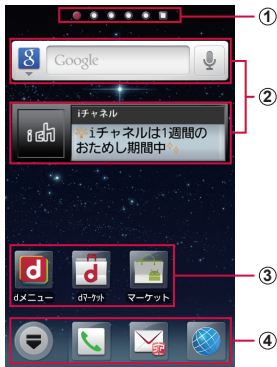 ①
8 Google
②
iチャネル
ich
iチャネルは1週間の
おためし期間中
d
d
③
dメニュー
dマーケット
マーケット
④